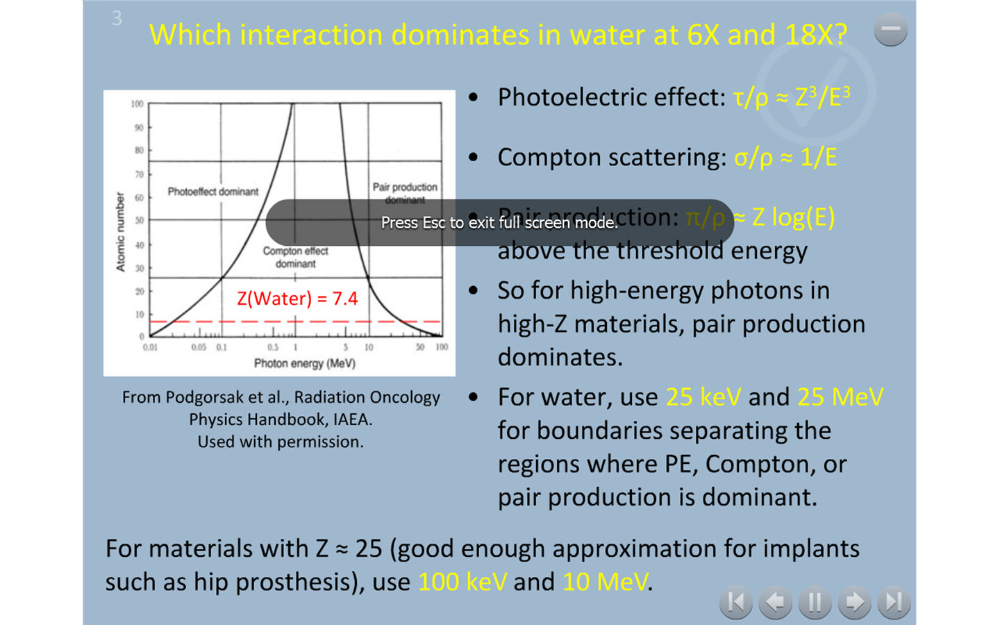 3
Which interaction dominates in water at 6X and 18X?
100
90
80
70
60
50
40
30
20
10
0
Atomic number
Photoeffect dominant
Pair production
dominant
Compton effect
dominant
Z(Water) = 7.4
0.01 0.05 0.1 0.5 1 5 10 50 100
Photon energy (MeV)
From Podgorsak et al., Radiation Oncology
Physics Handbook, IAEA.
Used with permission.
• Photoelectric effect: τ/ρ ≈ Z³/E³
• Compton scattering: σ/ρ ≈ 1/E
• Pair production: π/ρ ≈ Z log(E)
Press Esc to exit full screen mode.
above the threshold energy
• So for high-energy photons in
high-Z materials, pair production
dominates.
• For water, use 25 keV and 25 MeV
for boundaries separating the
regions where PE, Compton, or
pair production is dominant.
For materials with Z ≈ 25 (good enough approximation for implants
such as hip prosthesis), use 100 keV and 10 MeV.